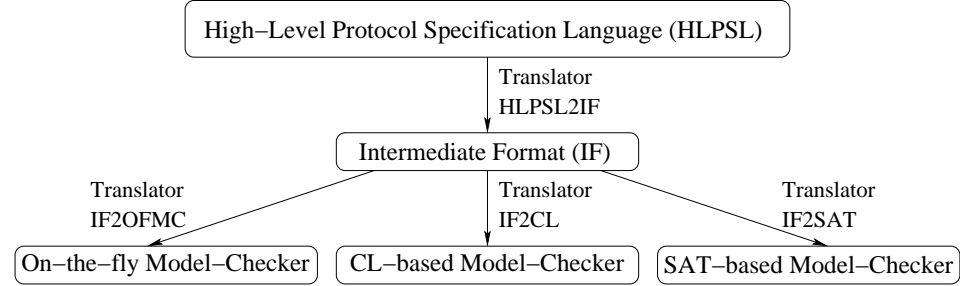 High−Level Protocol Specification Language (HLPSL)
Translator
HLPSL2IF
Intermediate Format (IF)
Translator
IF2OFMC
Translator
IF2CL
Translator
IF2SAT
On−the−fly Model−Checker
CL−based Model−Checker
SAT−based Model−Checker